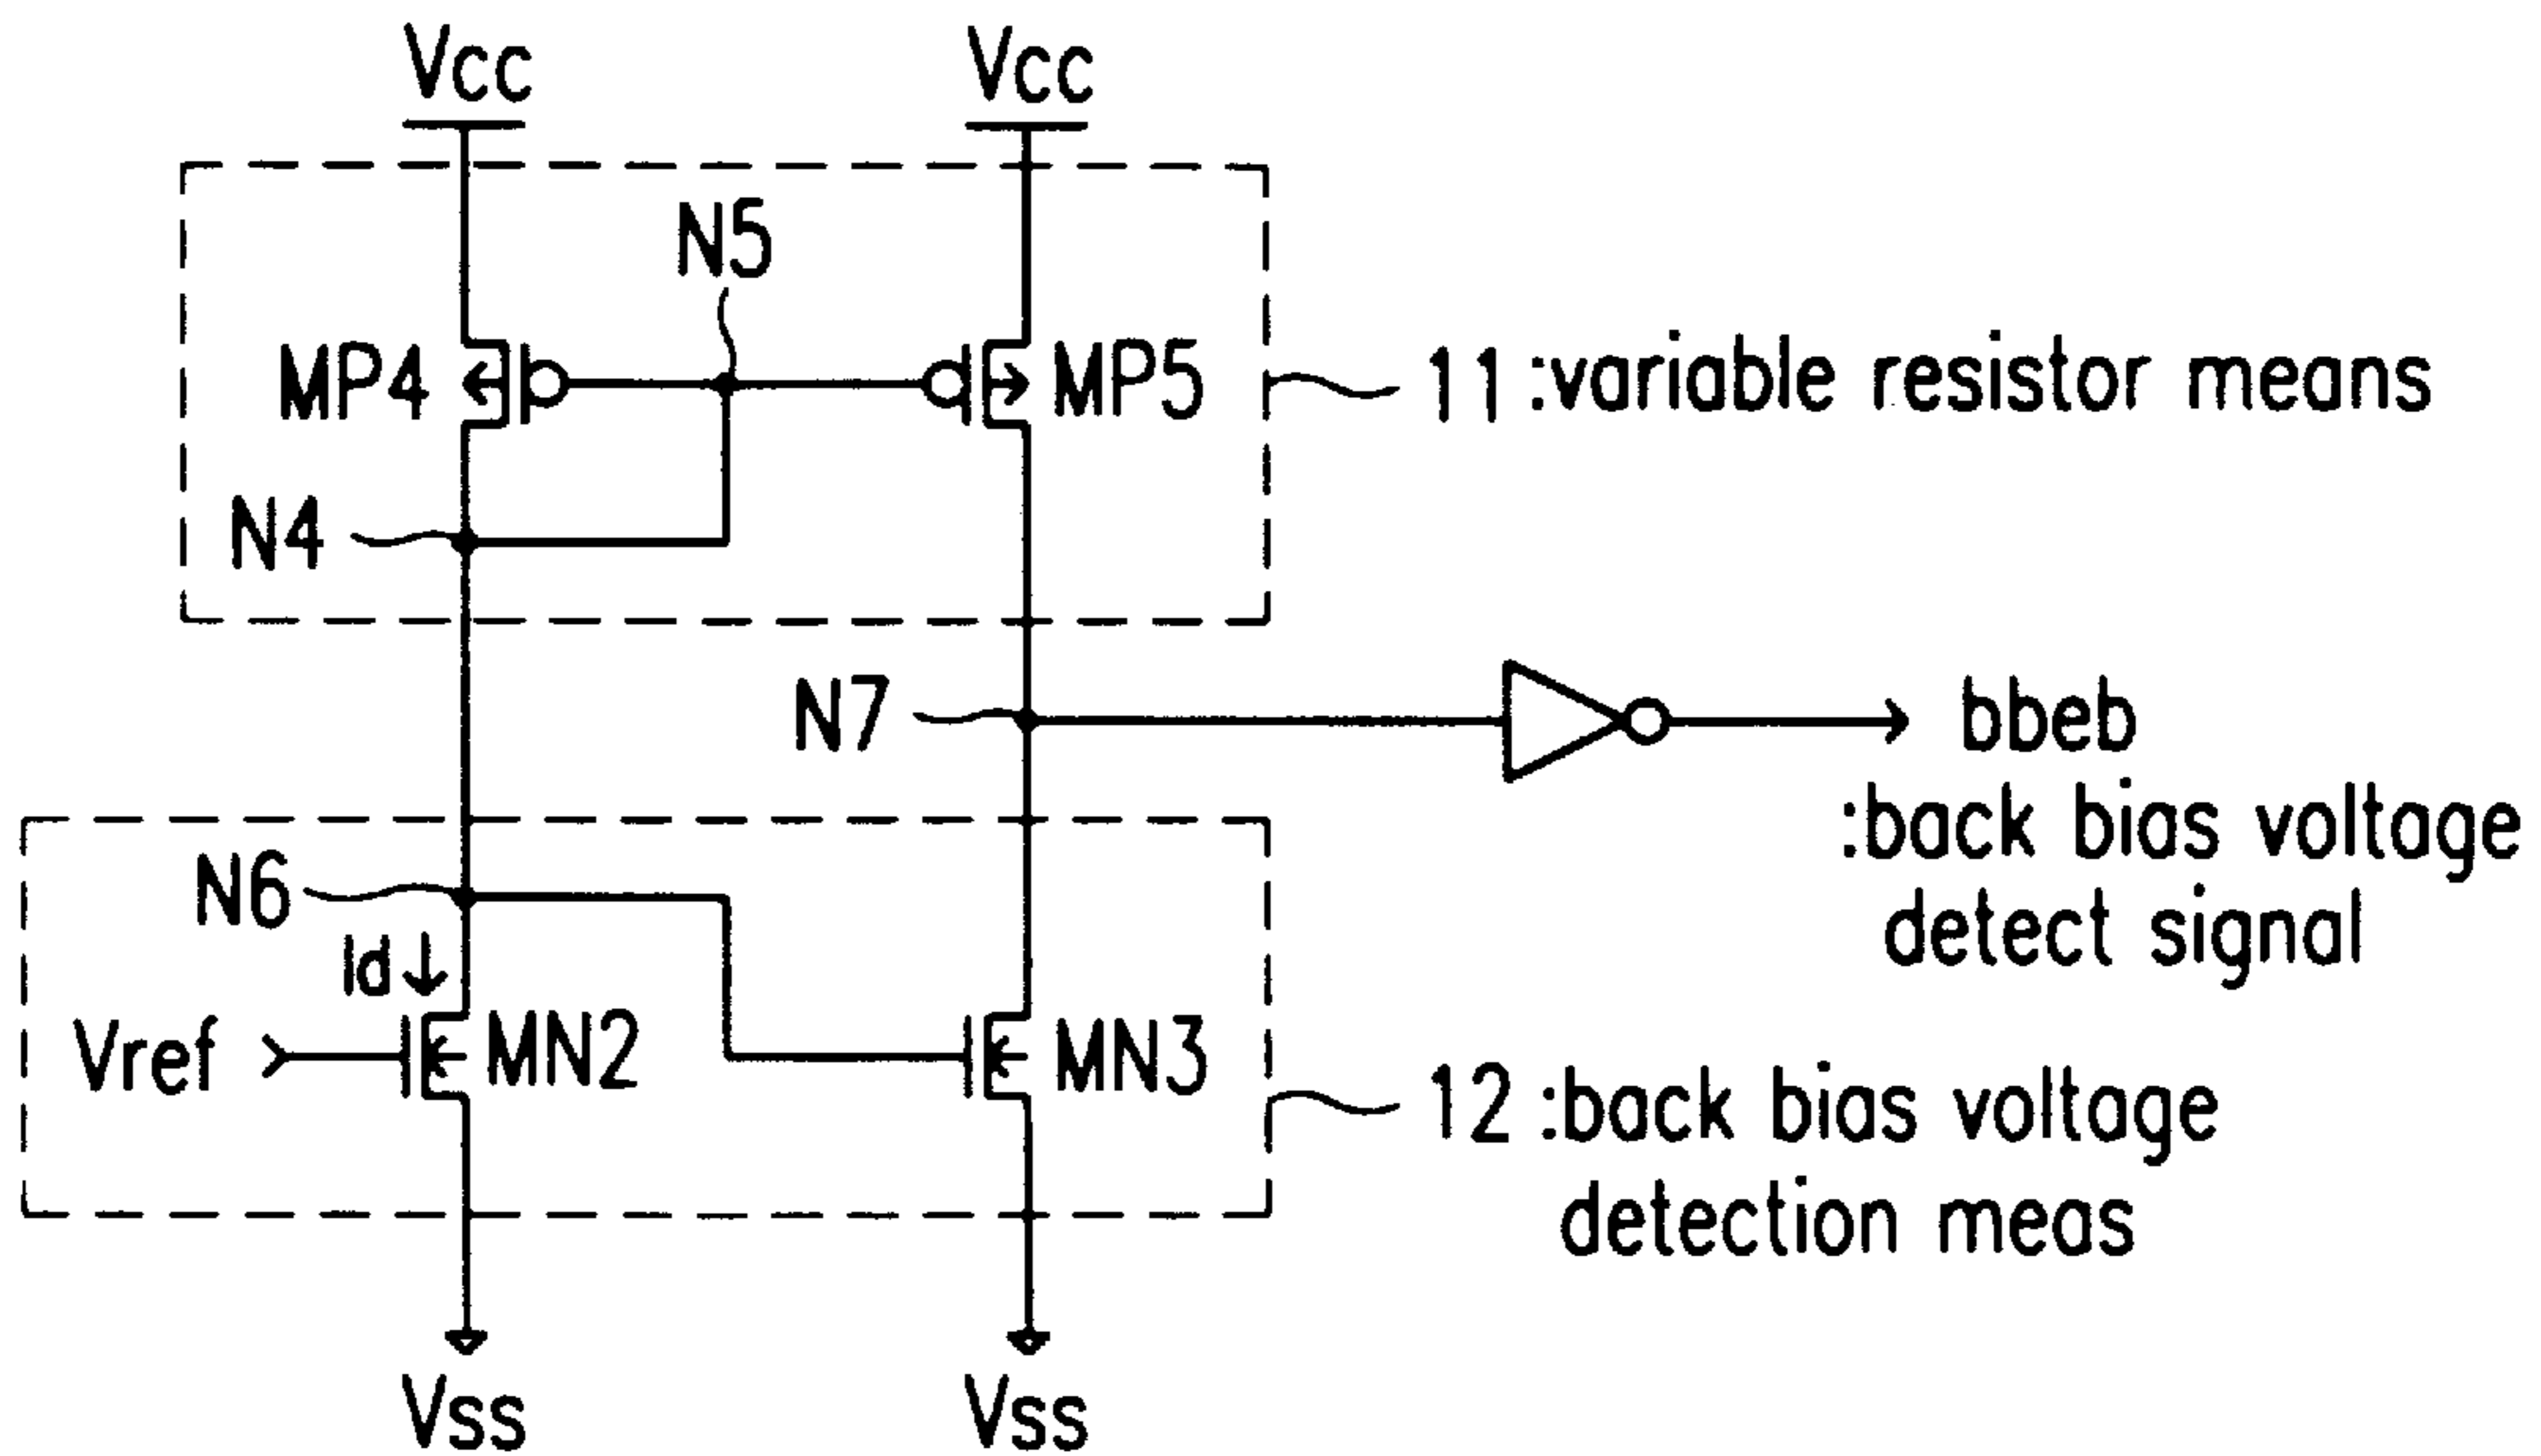 Vcc
Vcc
N5
MP4
MP5
11 :variable resistor means
N4
N7
bbeb
:back bias voltage
detect signal
N6
Id
Vref
MN2
MN3
12 :back bias voltage
detection meas
Vss
Vss